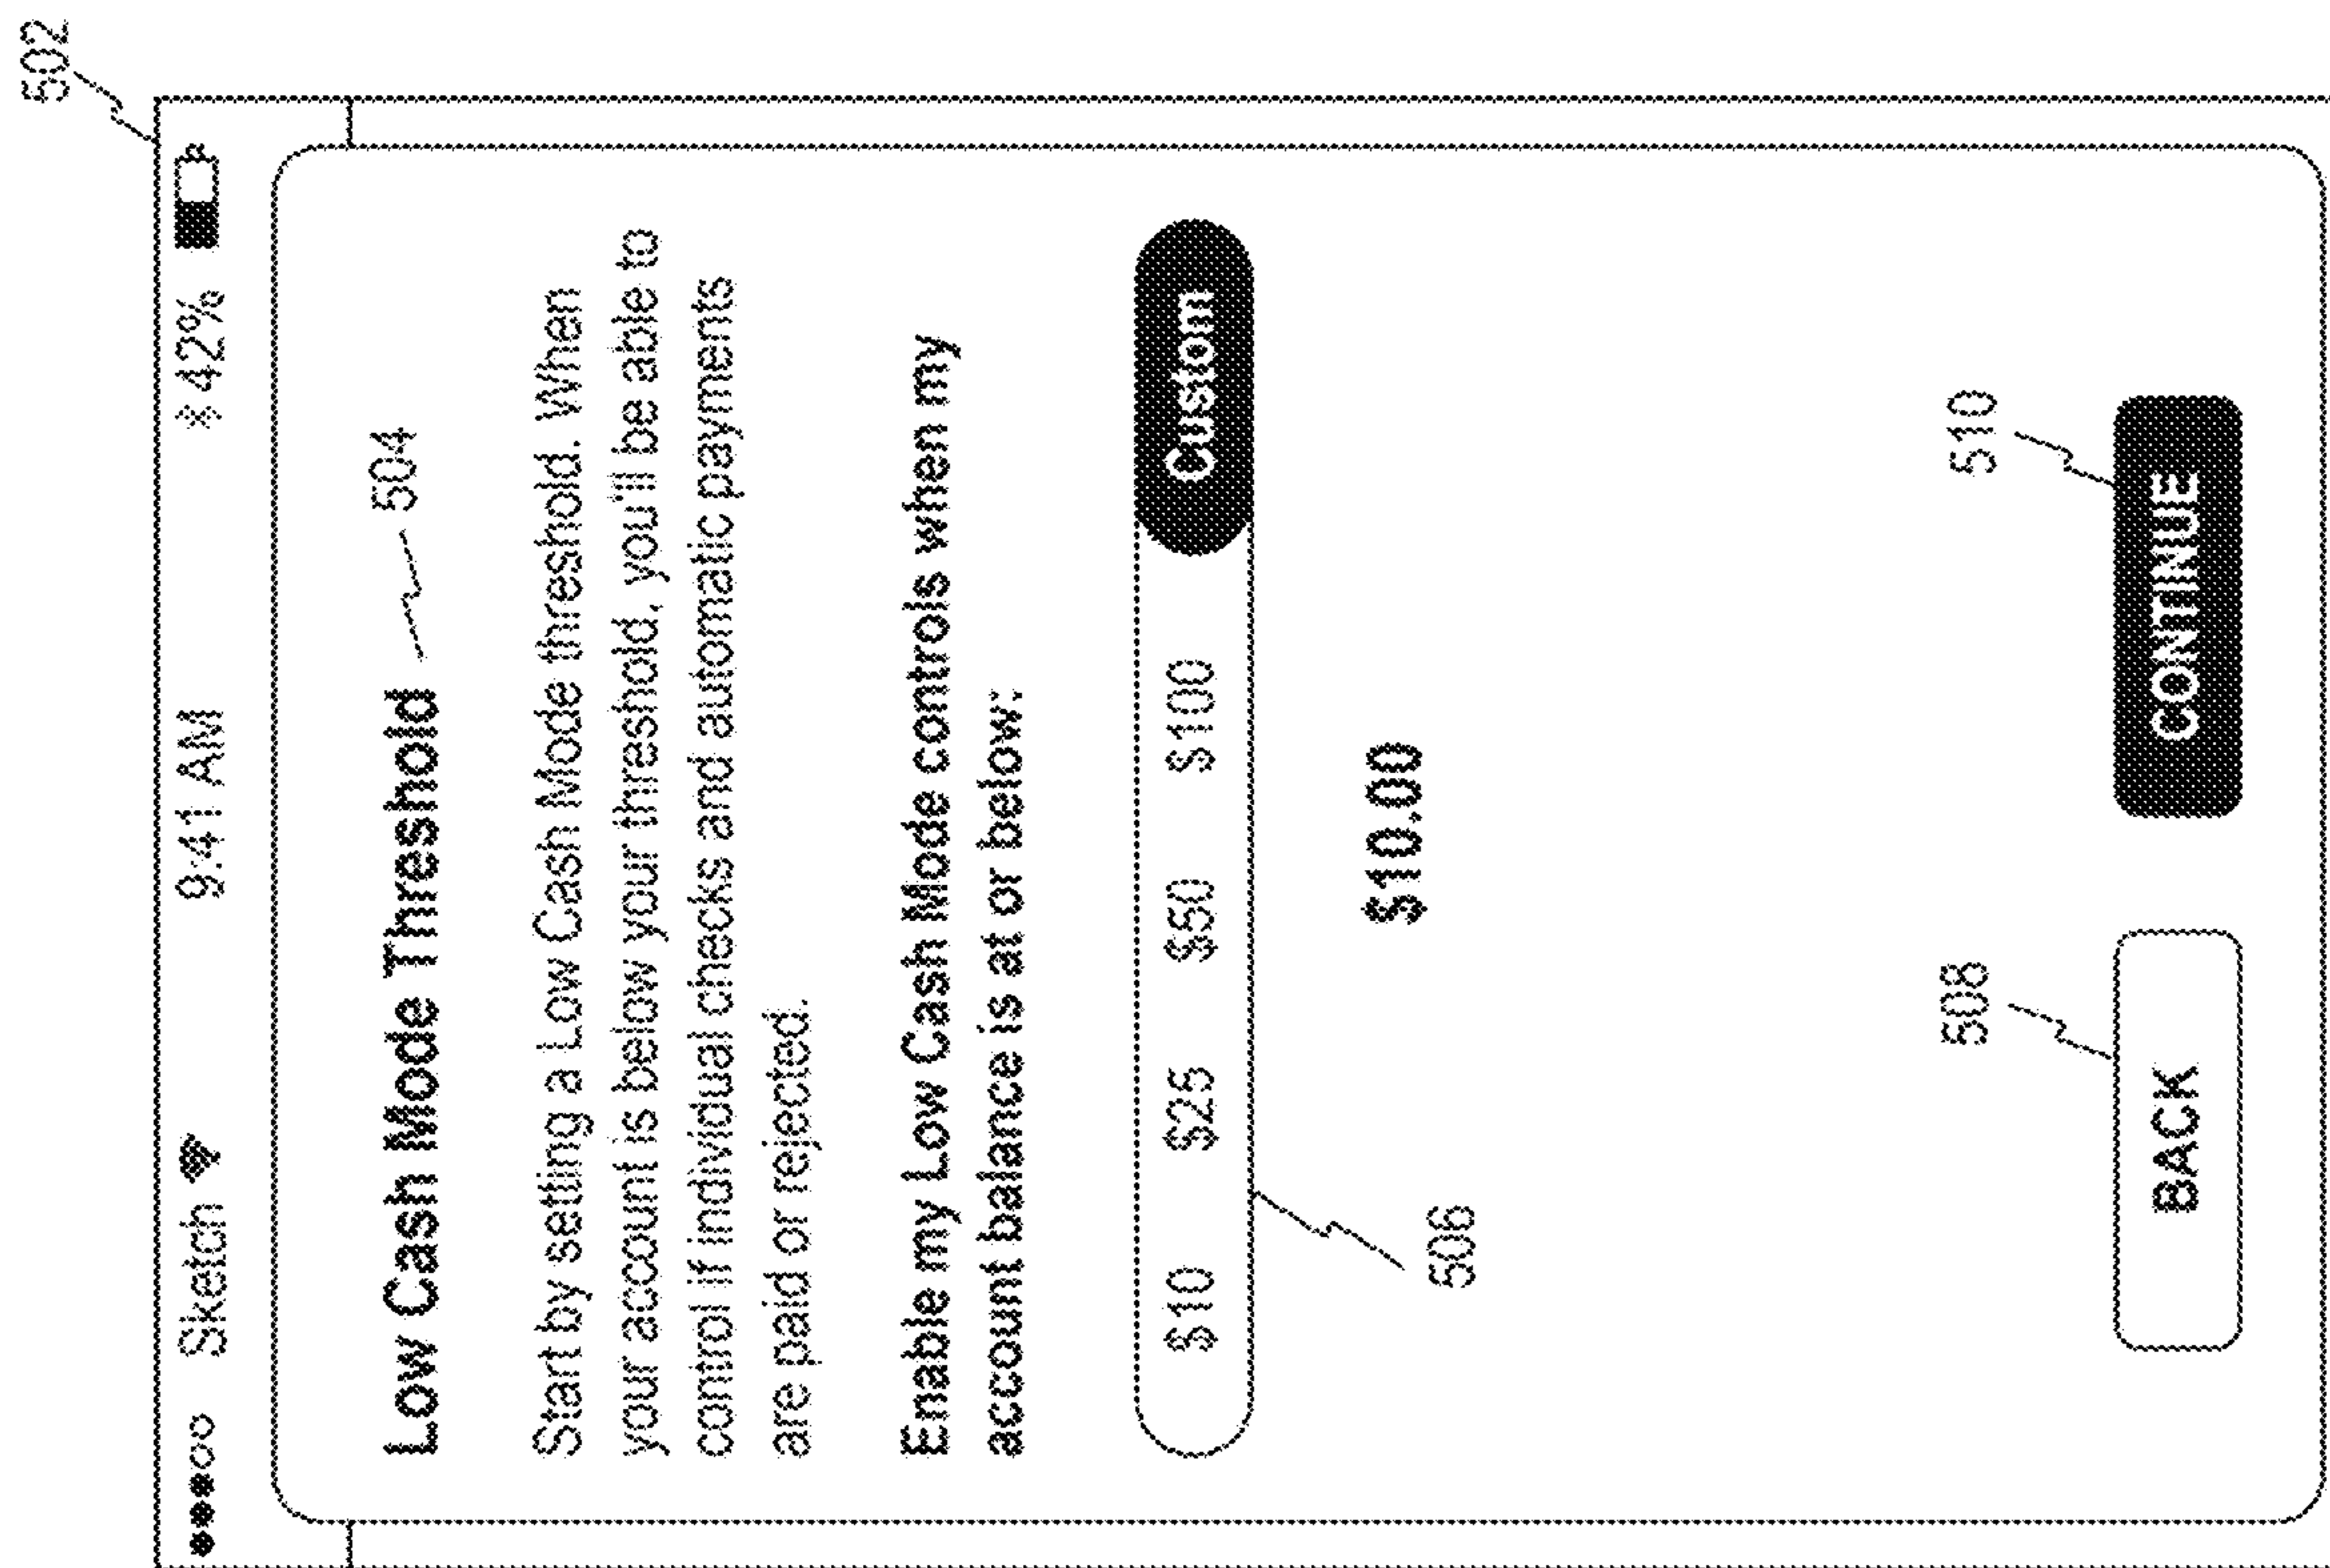 502
Sketch 9:41 AM 42%
Low Cash Mode Threshold 504
Start by setting a Low Cash Mode threshold. When
your account is below your threshold, you'll be able to
control if individual checks and automatic payments
are paid or rejected.
Enable my Low Cash Mode controls when my
account balance is at or below:
$10 $25 $50 $100 Custom
506
$10.00
508 510
BACK CONTINUE